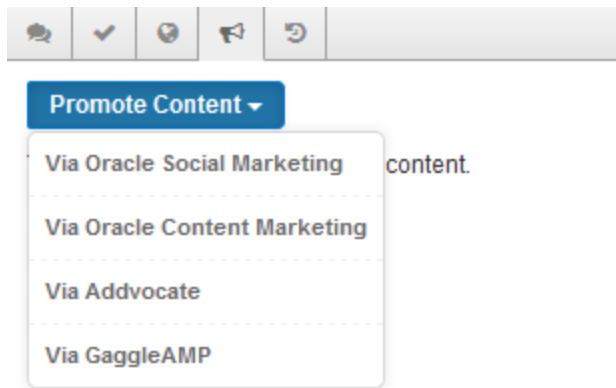 Promote Content
Via Oracle Social Marketing
content.
Via Oracle Content Marketing
Via Addvocate
Via GaggleAMP